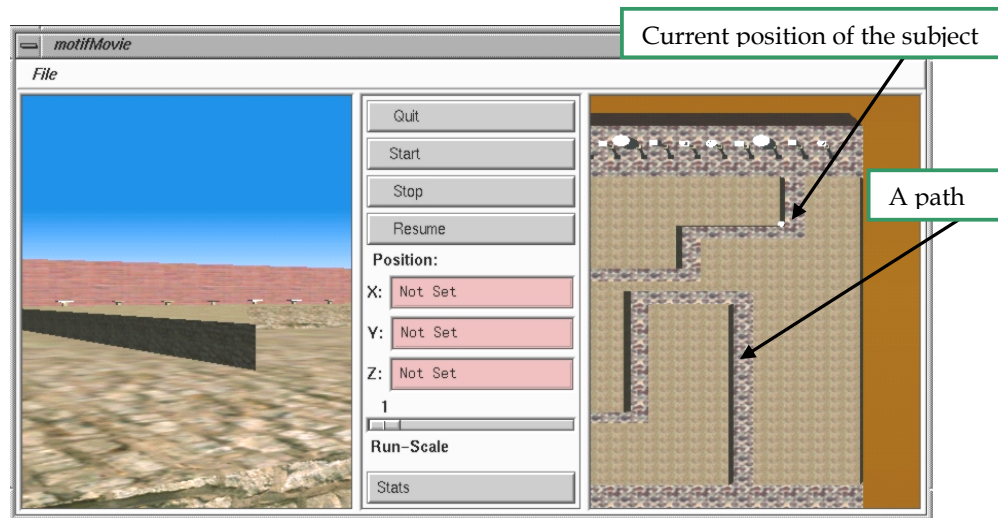 Current position of the subject
motifMovie
File
Quit
Start
Stop
Resume
Position:
X: Not Set
Y: Not Set
Z: Not Set
1
Run-Scale
Stats
A path